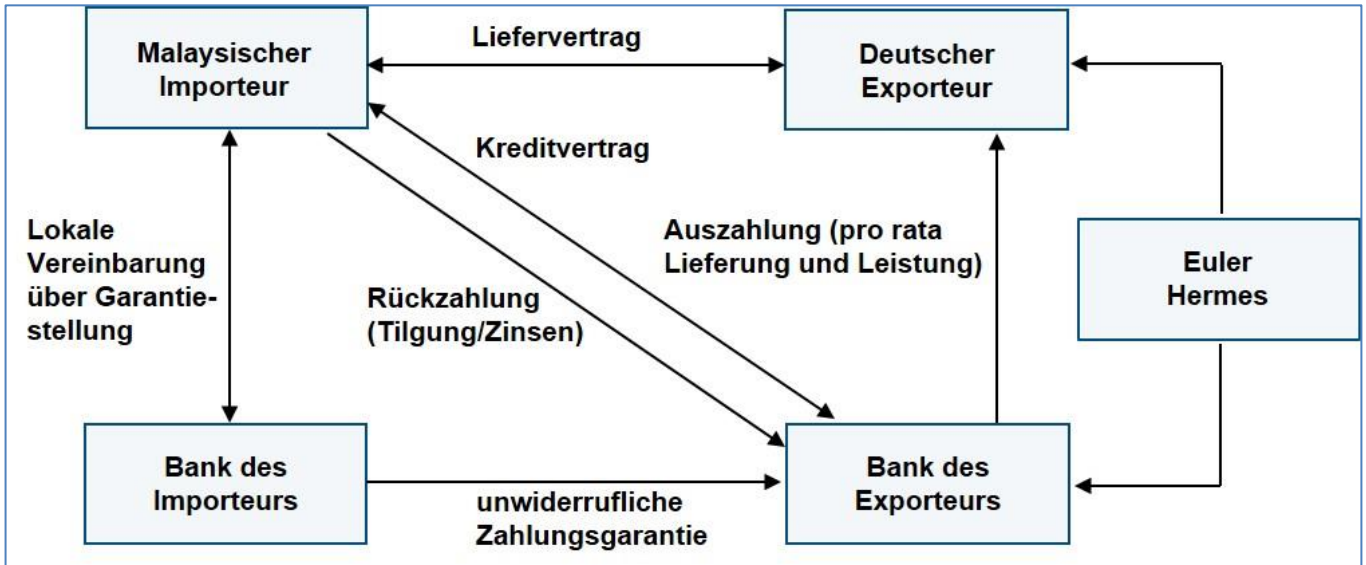 Malaysischer
Importeur
Liefervertrag
Deutscher
Exporteur
Kreditvertrag
Lokale
Vereinbarung
über Garantie-
stellung
Rückzahlung
(Tilgung/Zinsen)
Auszahlung (pro rata
Lieferung und Leistung)
Euler
Hermes
Bank des
Importeurs
unwiderrufliche
Zahlungsgarantie
Bank des
Exporteurs